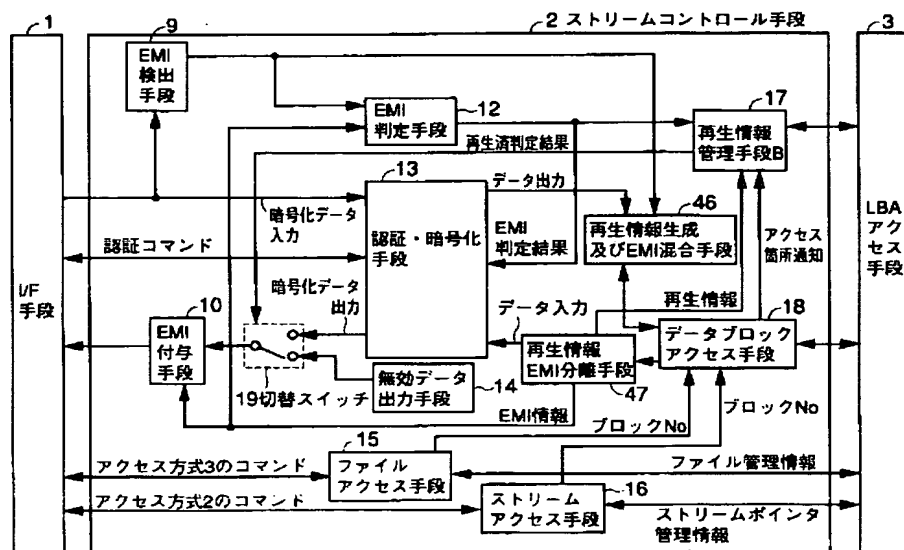 1
2 ストリームコントロール手段
3
9
EMI
検出
手段
12
EMI
判定手段
17
再生情報
管理手段B
再生済判定結果
13
データ出力
46
暗号化データ
入力
認証・暗号化
手段
EMI
判定結果
再生情報生成
及びEMI混合手段
アクセス
箇所通知
LBA
アク
セス
手段
認証コマンド
I/F
手段
暗号化データ
出力
10
データ入力
再生情報
18
EMI
付与
手段
データブロック
アクセス手段
再生情報
EMI分離手段
19切替スイッチ
無効データ
出力手段
14
47
EMI情報
ブロックNo
ブロックNo
15
アクセス方式3のコマンド
ファイル
アクセス手段
ファイル管理情報
アクセス方式2のコマンド
16
ストリーム
アクセス手段
ストリームポインタ
管理情報